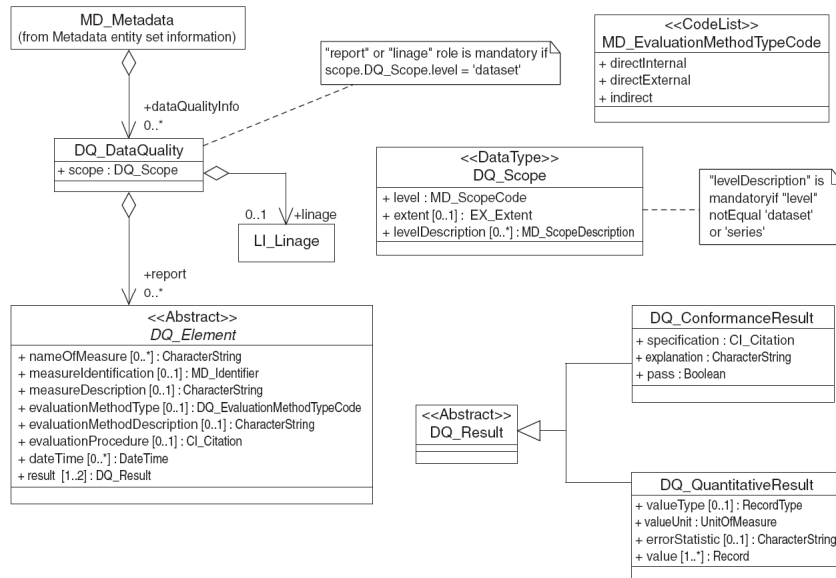 MD_Metadata
(from Metadata entity set information)
+dataQualityInfo
0..*
"report" or "linage" role is mandatory if
scope.DQ_Scope.level = 'dataset'
<<CodeList>>
MD_EvaluationMethodTypeCode
+ directInternal
+ directExternal
+ indirect
DQ_DataQuality
+ scope : DQ_Scope
0..1
+linage
LI_Linage
<<DataType>>
DQ_Scope
+ level : MD_ScopeCode
+ extent [0..1] : EX_Extent
+ levelDescription [0..*] : MD_ScopeDescription
"levelDescription" is
mandatoryif "level"
notEqual 'dataset'
or 'series'
+report
0..*
<<Abstract>>
DQ_Element
+ nameOfMeasure [0..*] : CharacterString
+ measureIdentification [0..1] : MD_Identifier
+ measureDescription [0..1] : CharacterString
+ evaluationMethodType [0..1] : DQ_EvaluationMethodTypeCode
+ evaluationMethodDescription [0..1] : CharacterString
+ evaluationProcedure [0..1] : CI_Citation
+ dateTime [0..*] : DateTime
+ result [1..2] : DQ_Result
<<Abstract>>
DQ_Result
DQ_ConformanceResult
+ specification : CI_Citation
+ explanation : CharacterString
+ pass : Boolean
DQ_QuantitativeResult
+ valueType [0..1] : RecordType
+ valueUnit : UnitOfMeasure
+ errorStatistic [0..1] : CharacterString
+ value [1..*] : Record